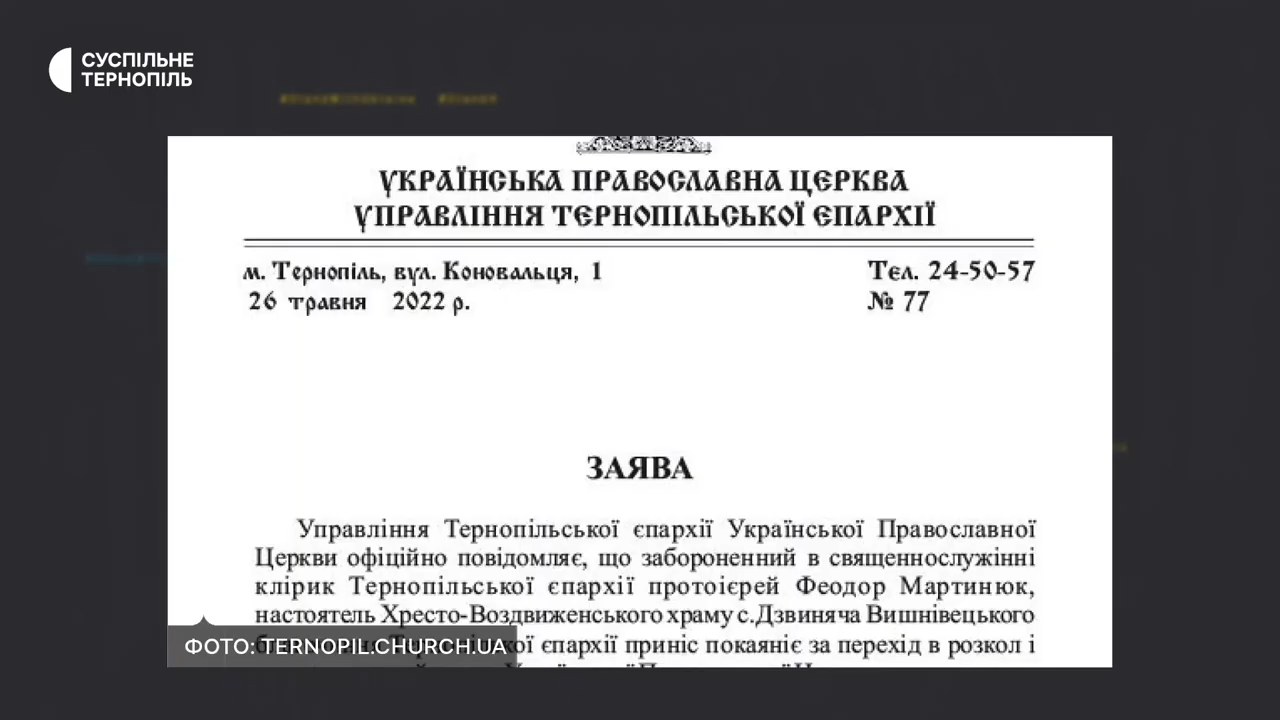 СУСПІЛЬНЕ
ТЕРНОПІЛЬ
УКРАЇНСЬКА ПРАВОСЛАВНА ЦЕРКВА
УПРАВЛІННЯ ТЕРНОПІЛЬСЬКОЇ ЄПАРХІЇ
м. Тернопіль, вул. Коновальця, 1
Тел. 24-50-57
26 травня 2022 р.
№ 77
ЗАЯВА
Управління Тернопільської єпархії Української Православної
Церкви офіційно повідомляє, що забороненний в священнослужінні
клірик Тернопільської єпархії протоієрей Феодор Мартинюк,
настоятель Хресто-Воздвиженського храму с.Дзвиняча Вишнівецького
єпархії приніс покаяніє за перехід в розкол і
ФОТО: TERNOPIL.CHURCH.UA